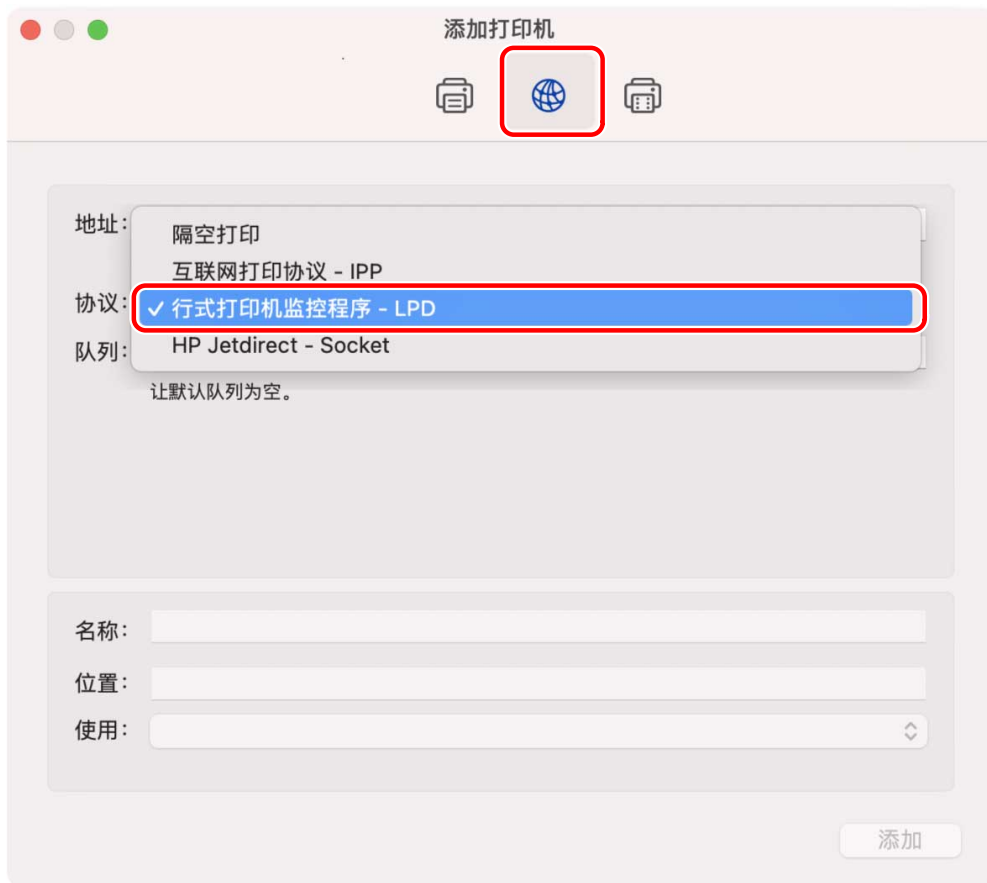 添加打印机
地址:
隔空打印
互联网打印协议 - IPP
协议:
✓ 行式打印机监控程序 - LPD
队列:
HP Jetdirect - Socket
让默认队列为空。
名称:
位置:
使用:
添加